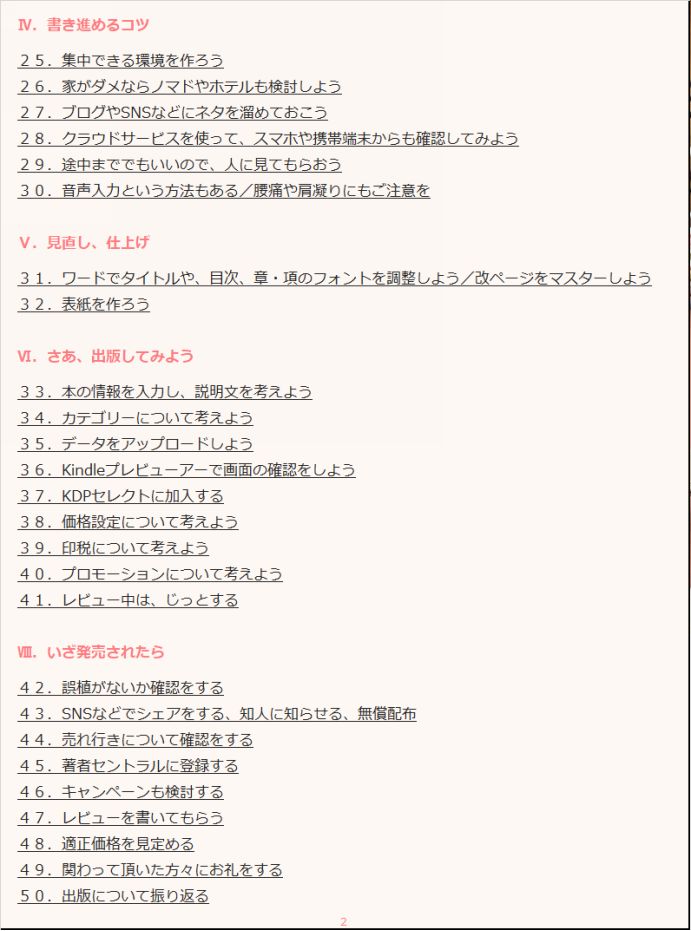 Ⅳ．書き進めるコツ
２５．集中できる環境を作ろう
２６．家がダメならノマドやホテルも検討しよう
２７．ブログやSNSなどにネタを溜めておこう
２８．クラウドサービスを使って、スマホや携帯端末からも確認してみよう
２９．途中まででもいいので、人に見てもらおう
３０．音声入力という方法もある／腰痛や肩凝りにもご注意を
Ⅴ．見直し、仕上げ
３１．ワードでタイトルや、目次、章・項のフォントを調整しよう／改ページをマスターしよう
３２．表紙を作ろう
Ⅵ．さあ、出版してみよう
３３．本の情報を入力し、説明文を考えよう
３４．カテゴリーについて考えよう
３５．データをアップロードしよう
３６．Kindleプレビューアーで画面の確認をしよう
３７．KDPセレクトに加入する
３８．価格設定について考えよう
３９．印税について考えよう
４０．プロモーションについて考えよう
４１．レビュー中は、じっとする
Ⅷ．いざ発売されたら
４２．誤植がないか確認をする
４３．SNSなどでシェアをする、知人に知らせる、無償配布
４４．売れ行きについて確認をする
４５．著者セントラルに登録する
４６．キャンペーンも検討する
４７．レビューを書いてもらう
４８．適正価格を見定める
４９．関わって頂いた方々にお礼をする
５０．出版について振り返る
2